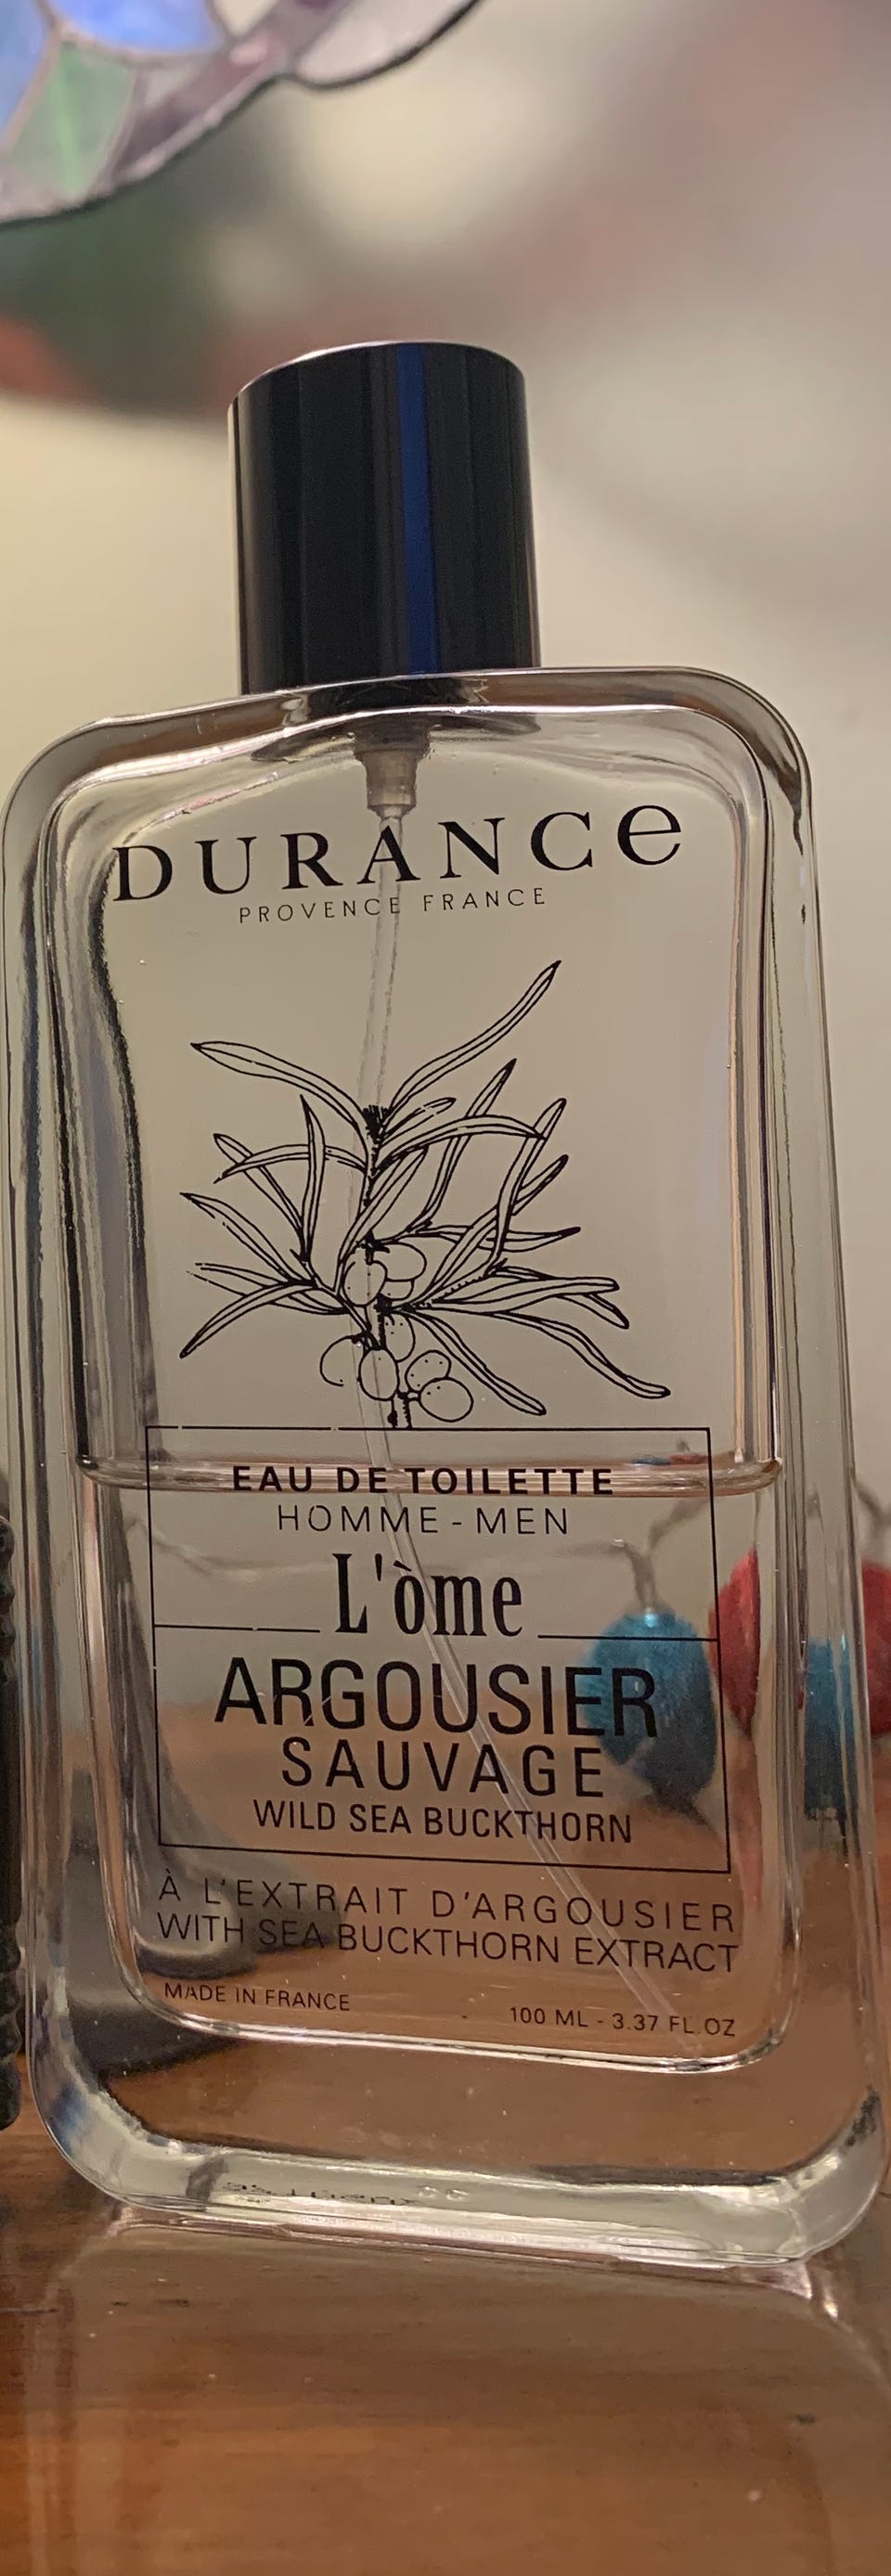 DURANCe
PROVENCE FRANCE
EAU DE TOILETTE
HOMME - MEN
L'òme
ARGOUSIER
SAUVAGE
WILD SEA BUCKTHORN
À L'EXTRAIT D'ARGOUSIER
WITH SEA BUCKTHORN EXTRACT
MADE IN FRANCE
100 ML - 3.37 FL.OZ